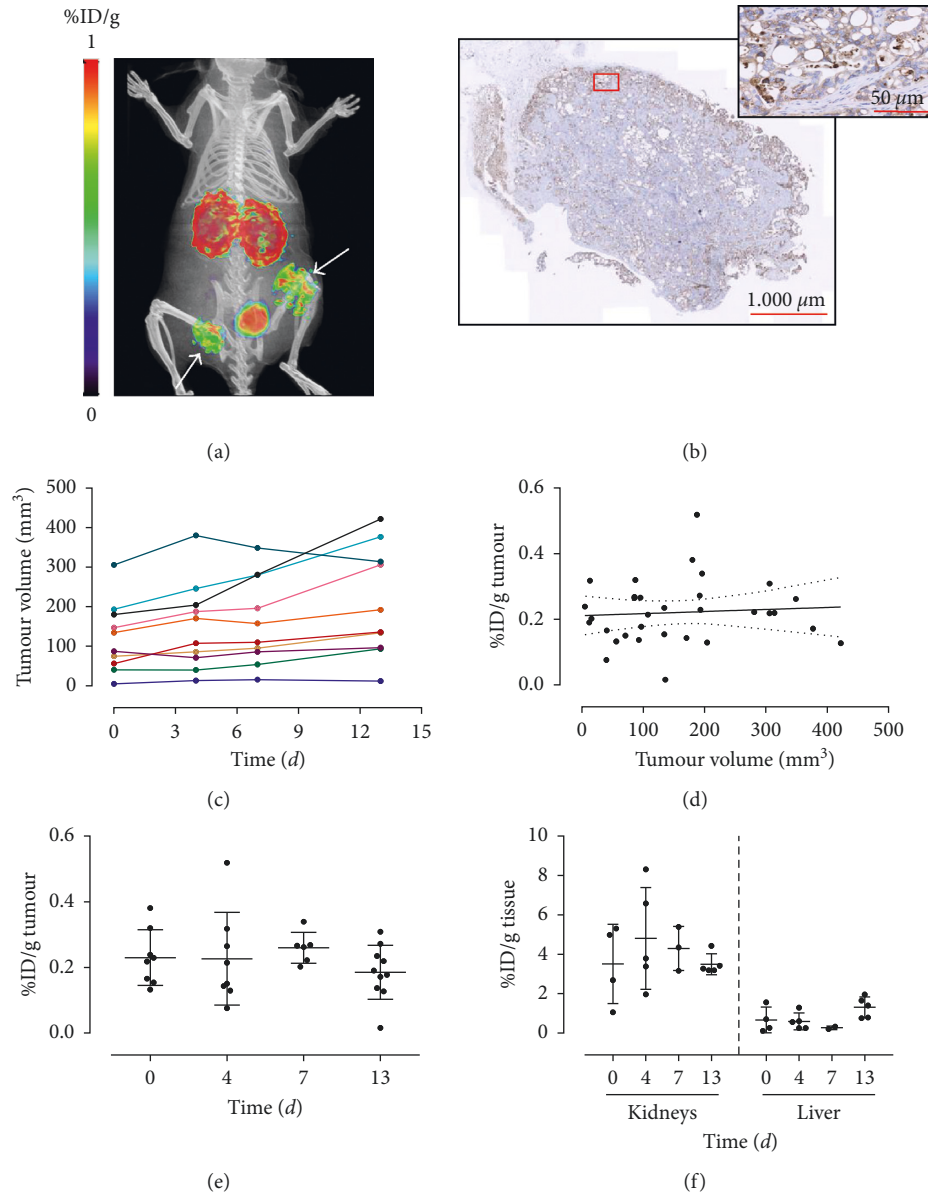 %ID/g
1
0
(a)
50 μm
1.000 μm
(b)
Tumour volume (mm³)
500
400
300
200
100
0
0 3 6 9 12 15
Time (d)
(c)
%ID/g tumour
0.6
0.4
0.2
0.0
0 100 200 300 400 500
Tumour volume (mm³)
(d)
%ID/g tumour
0.6
0.4
0.2
0.0
0 4 7 13
Time (d)
(e)
%ID/g tissue
10
8
6
4
2
0
0 4 7 13 0 4 7 13
Kidneys Liver
Time (d)
(f)